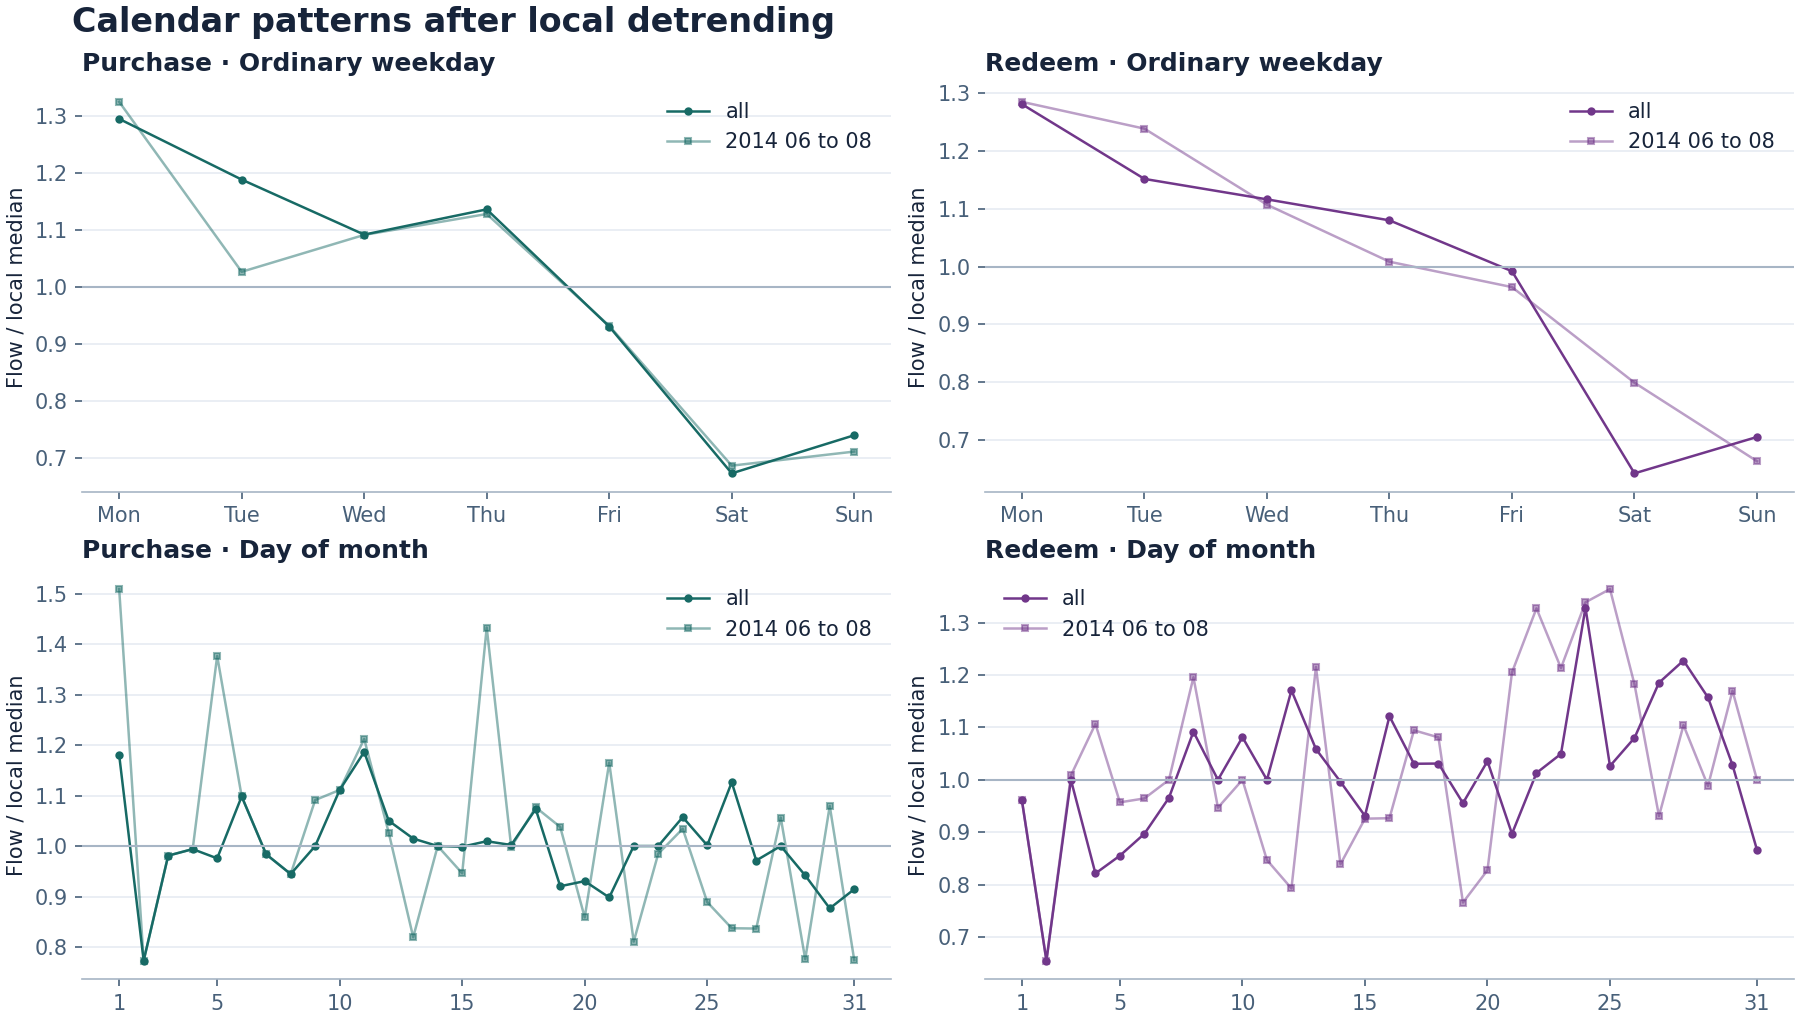 Calendar patterns after local detrending
Purchase · Ordinary weekday
Flow / local median
1.3
1.2
1.1
1.0
0.9
0.8
0.7
all
2014 06 to 08
Mon Tue Wed Thu Fri Sat Sun
Redeem · Ordinary weekday
Flow / local median
1.3
1.2
1.1
1.0
0.9
0.8
0.7
all
2014 06 to 08
Mon Tue Wed Thu Fri Sat Sun
Purchase · Day of month
Flow / local median
1.5
1.4
1.3
1.2
1.1
1.0
0.9
0.8
all
2014 06 to 08
1 5 10 15 20 25 31
Redeem · Day of month
Flow / local median
1.3
1.2
1.1
1.0
0.9
0.8
0.7
all
2014 06 to 08
1 5 10 15 20 25 31